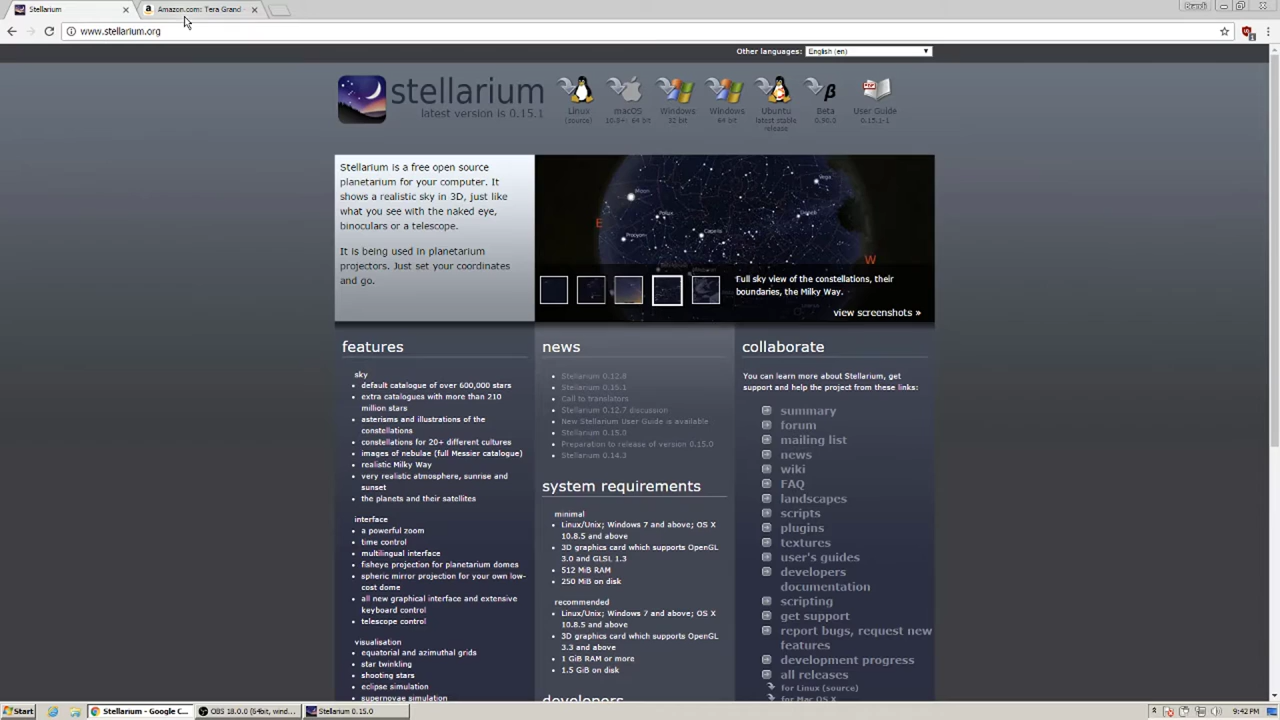 Stellarium
Amazon.com: Tera Grand
www.stellarium.org
Other languages: English (en)
stellarium
latest version is 0.15.1
Linux
(source)
macOS
10.8+; 64 bit
Windows
32 bit
Windows
64 bit
Ubuntu
latest stable
release
β
Beta
0.90.0
User Guide
0.15.1-1
Stellarium is a free open source
planetarium for your computer. It
shows a realistic sky in 3D, just like
what you see with the naked eye,
binoculars or a telescope.
It is being used in planetarium
projectors. Just set your coordinates
and go.
Moon
Vega
Pollux
Procyon
Capella
E
W
Full sky view of the constellations, their
boundaries, the Milky Way.
view screenshots »
features
sky
default catalogue of over 600,000 stars
extra catalogues with more than 210
million stars
asterisms and illustrations of the
constellations
constellations for 20+ different cultures
images of nebulae (full Messier catalogue)
realistic Milky Way
very realistic atmosphere, sunrise and
sunset
the planets and their satellites
interface
a powerful zoom
time control
multilingual interface
fisheye projection for planetarium domes
spheric mirror projection for your own low-
cost dome
all new graphical interface and extensive
keyboard control
telescope control
visualisation
equatorial and azimuthal grids
star twinkling
shooting stars
eclipse simulation
supernovae simulation
news
Stellarium 0.12.8
Stellarium 0.15.1
Call to translators
Stellarium 0.12.7 discussion
New Stellarium User Guide is available
Stellarium 0.15.0
Preparation to release of version 0.15.0
Stellarium 0.14.3
system requirements
minimal
Linux/Unix; Windows 7 and above; OS X
10.8.5 and above
3D graphics card which supports OpenGL
3.0 and GLSL 1.3
512 MiB RAM
250 MiB on disk
recommended
Linux/Unix; Windows 7 and above; OS X
10.8.5 and above
3D graphics card which supports OpenGL
3.3 and above
1 GiB RAM or more
1.5 GiB on disk
developers
collaborate
You can learn more about Stellarium, get
support and help the project from these links:
summary
forum
mailing list
news
wiki
FAQ
landscapes
scripts
plugins
textures
user's guides
developers
documentation
scripting
get support
report bugs, request new
features
development progress
all releases
for Linux (source)
for Mac OS X
Start
Stellarium - Google C...
OBS 18.0.0 (64bit, wind...
Stellarium 0.15.0
9:42 PM